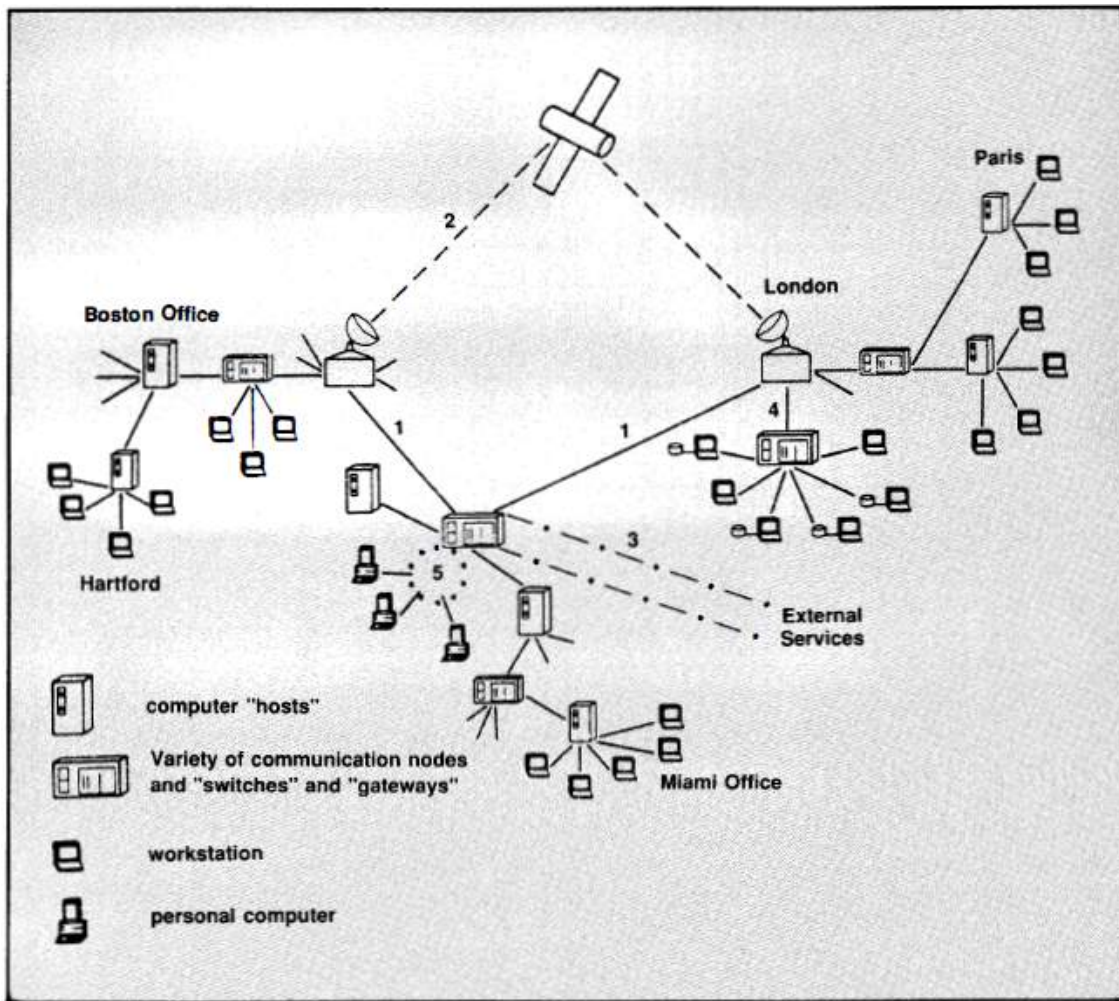 2
Paris
London
Boston Office
1
1
4
3
5
Hartford
External
Services
computer "hosts"
Variety of communication nodes
and "switches" and "gateways"
Miami Office
workstation
personal computer